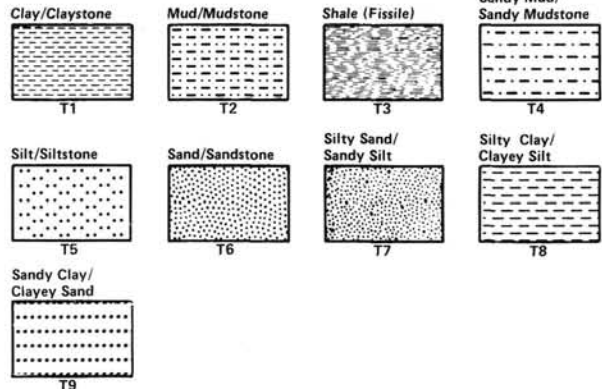 Clay/Claystone
T1
Mud/Mudstone
T2
Shale (Fissile)
T3
Sandy Mud/
Sandy Mudstone
T4
Silt/Siltstone
T5
Sand/Sandstone
T6
Silty Sand/
Sandy Silt
T7
Silty Clay/
Clayey Silt
T8
Sandy Clay/
Clayey Sand
T9